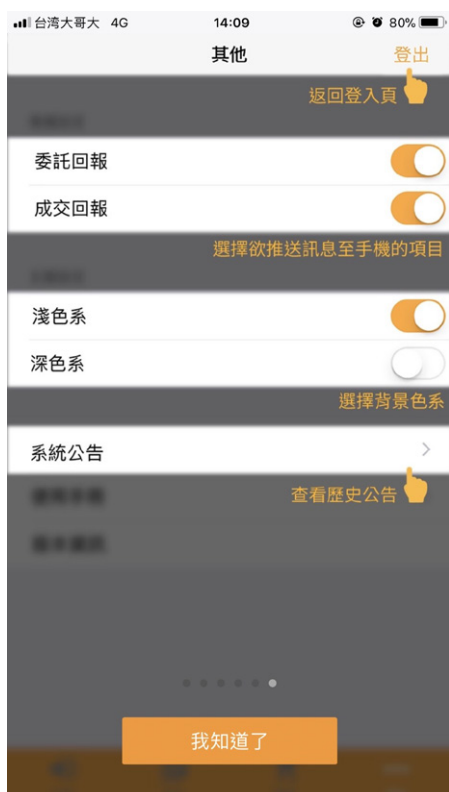 台湾大哥大 4G 14:09 80%
其他 登出
返回登入頁
委託回報
成交回報
選擇欲推送訊息至手機的項目
淺色系
深色系
選擇背景色系
系統公告
查看歷史公告
我知道了